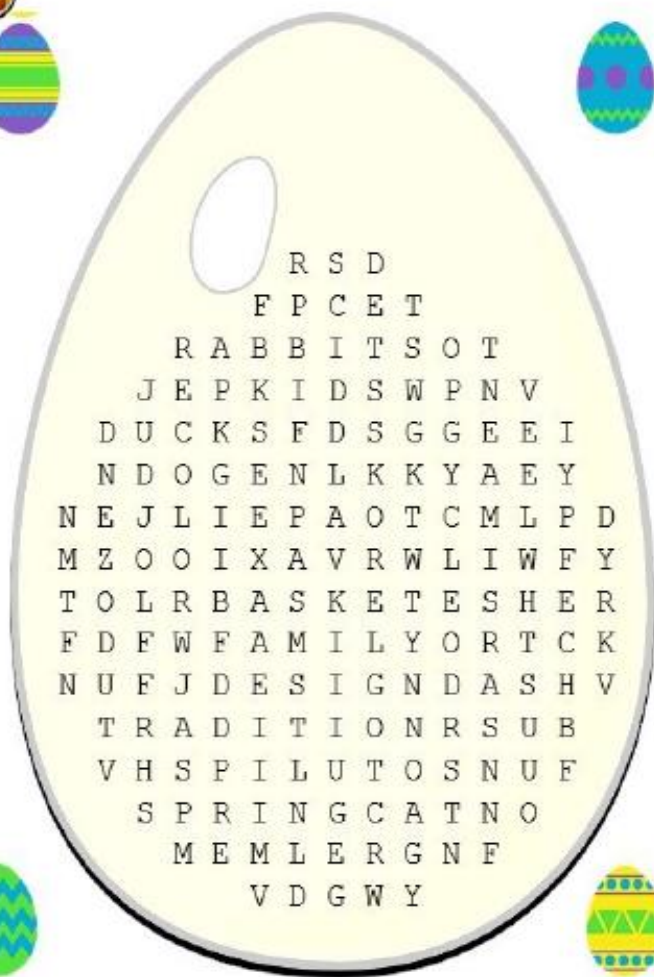 R S D
F P C E T
R A B B I T S O T
J E P K I D S W P N V
D U C K S F D S G G E E I
N D O G E N L K K Y A E Y
N E J L I E P A O T C M L P D
M Z O O I X A V R W L I W F Y
T O L R B A S K E T E S H E R
F D F W F A M I L Y O R T C K
N U F J D E S I G N D A S H V
T R A D I T I O N R S U B
V H S P I L U T O S N U F
S P R I N G C A T N O
M E M L E R G N F
V D G W Y